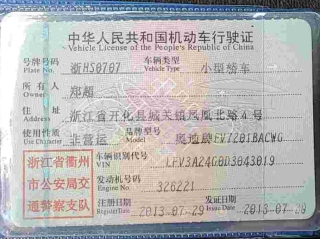 中华人民共和国机动车行驶证
Vehicle License of the People's Republic of China
号牌号码 浙HS0707 车辆类型 小型轿车
Plate No. Vehicle Type
所有人 郑超
Owner
住址 浙江省开化县城关镇凤凰北路4号
Address
使用性质 非营运 品牌型号 奥迪牌FV7201BACWG
Use Character Model
浙江省衢州
市公安局交
通警察支队
车辆识别代号 LFV3A24G0D3043019
VIN
发动机号码 326221
Engine No.
注册日期 2013-07-29 发证日期 2013-07-29
Register Date Issue Date